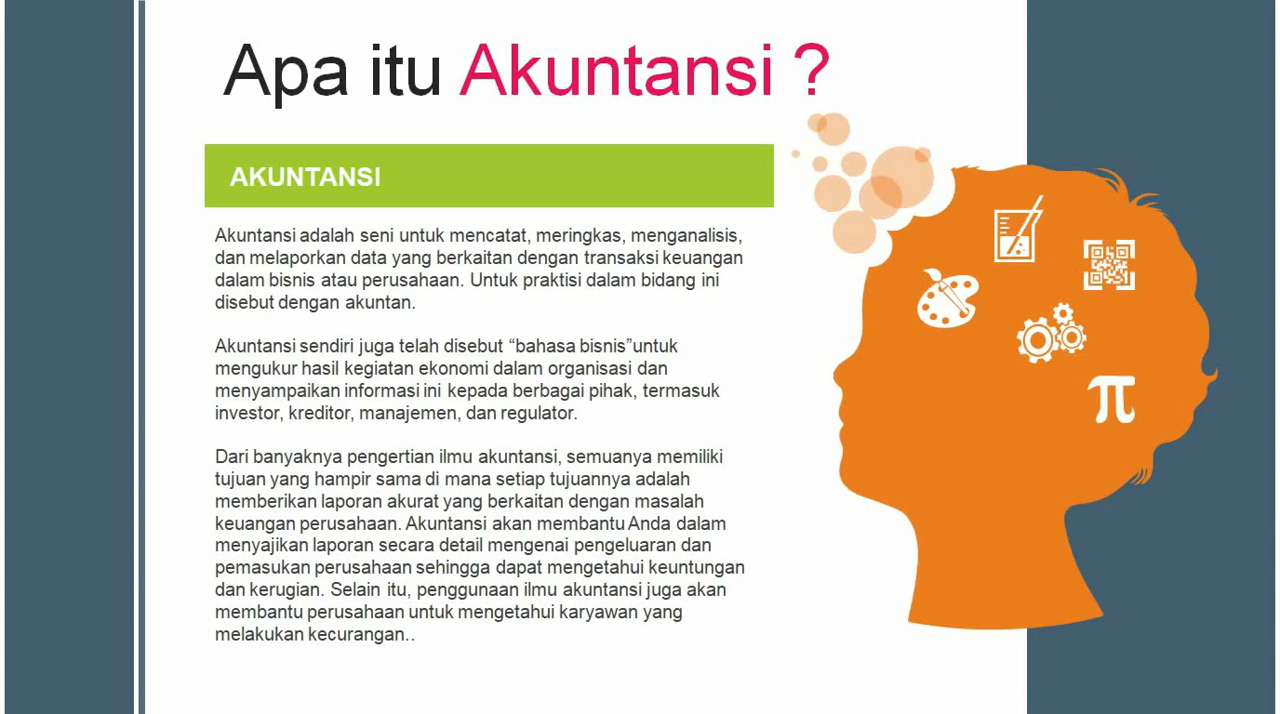 Apa itu Akuntansi ?
AKUNTANSI
Akuntansi adalah seni untuk mencatat, meringkas, menganalisis,
dan melaporkan data yang berkaitan dengan transaksi keuangan
dalam bisnis atau perusahaan. Untuk praktisi dalam bidang ini
disebut dengan akuntan.
Akuntansi sendiri juga telah disebut “bahasa bisnis”untuk
mengukur hasil kegiatan ekonomi dalam organisasi dan
menyampaikan informasi ini kepada berbagai pihak, termasuk
investor, kreditor, manajemen, dan regulator.
Dari banyaknya pengertian ilmu akuntansi, semuanya memiliki
tujuan yang hampir sama di mana setiap tujuannya adalah
memberikan laporan akurat yang berkaitan dengan masalah
keuangan perusahaan. Akuntansi akan membantu Anda dalam
menyajikan laporan secara detail mengenai pengeluaran dan
pemasukan perusahaan sehingga dapat mengetahui keuntungan
dan kerugian. Selain itu, penggunaan ilmu akuntansi juga akan
membantu perusahaan untuk mengetahui karyawan yang
melakukan kecurangan..
π